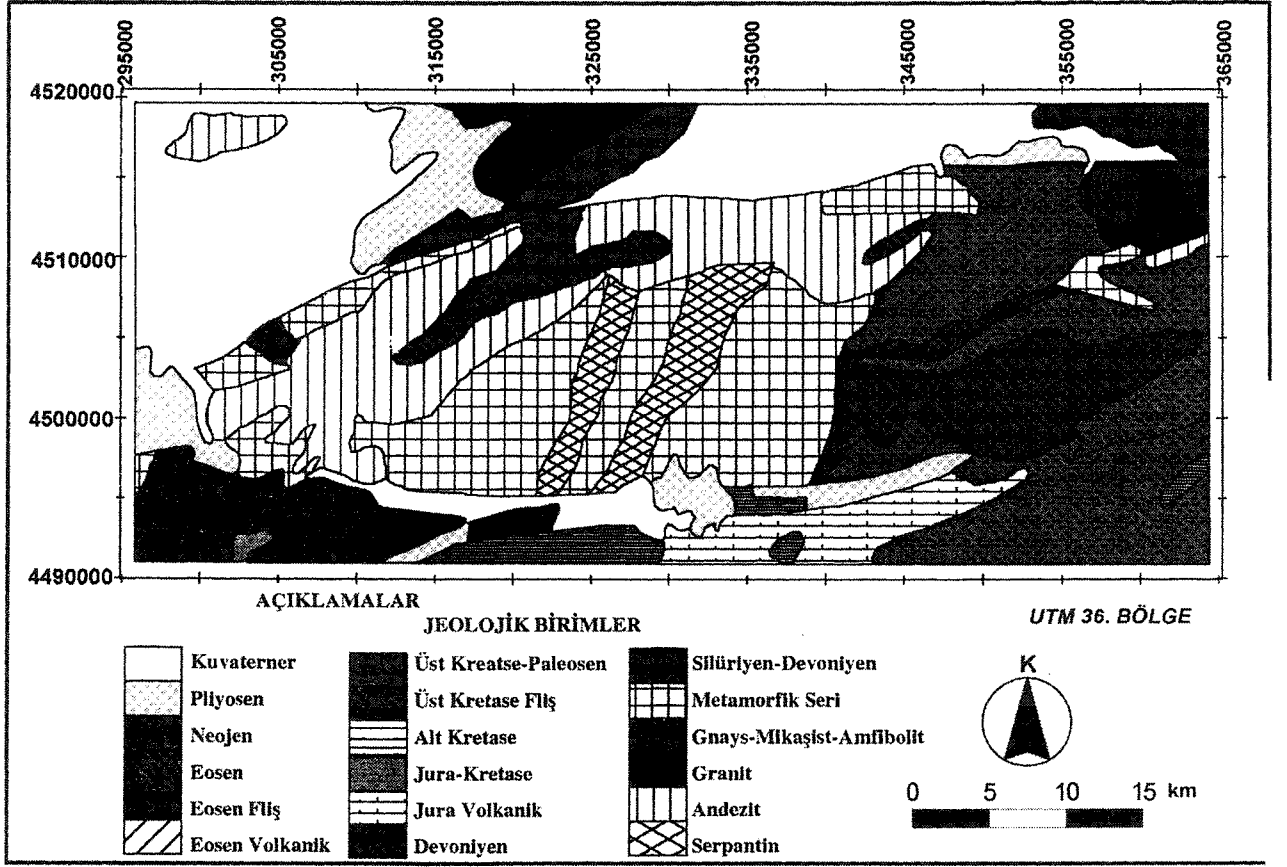 295000 305000 315000 325000 335000 345000 355000 365000
4520000
4510000
4500000
4490000
AÇIKLAMALAR
JEOLOJİK BİRİMLER
UTM 36. BÖLGE
Kuvaterner
Pliyosen
Neojen
Eosen
Eosen Fliş
Eosen Volkanik
Üst Kreatse-Paleosen
Üst Kretase Fliş
Alt Kretase
Jura-Kretase
Jura Volkanik
Devoniyen
Silüriyen-Devoniyen
Metamorfik Seri
Gnays-Mikaşist-Amfibolit
Granit
Andezit
Serpantin
K
0 5 10 15 km